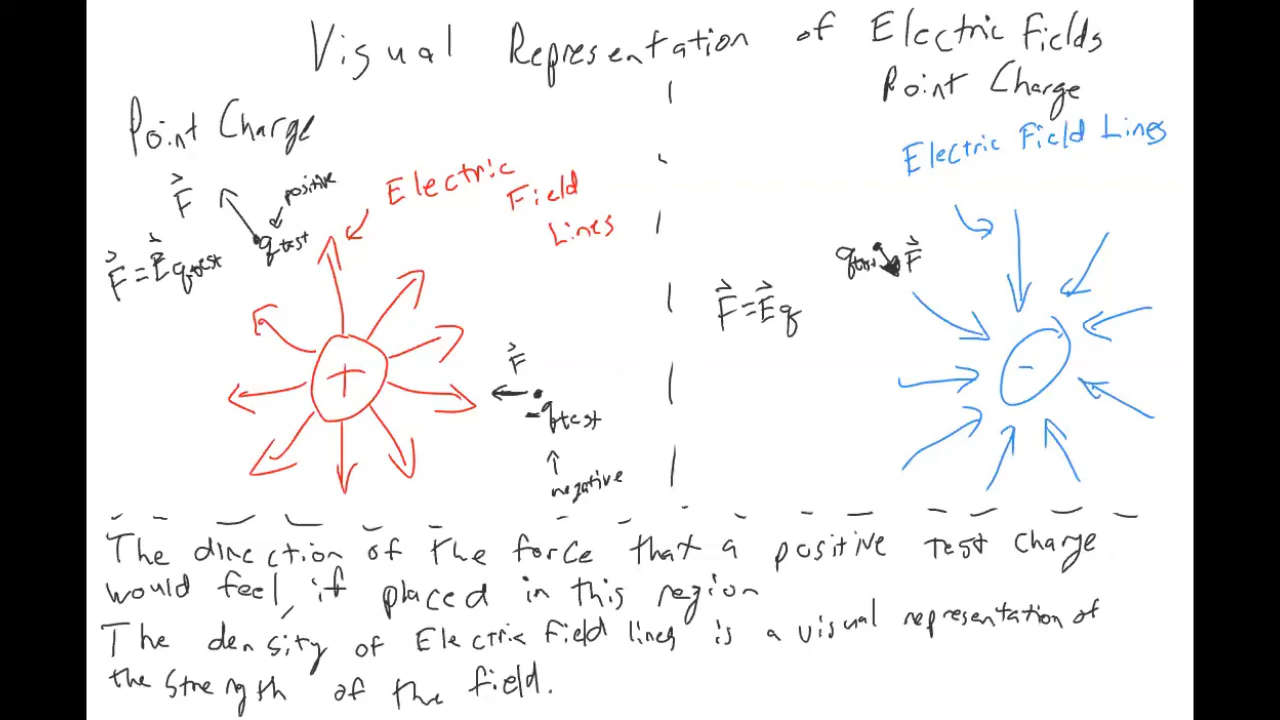 Visual Representation of Electric Fields
Point Charge
F⃗
positive
qtest
F⃗ = E⃗ qtest
Electric
Field
Lines
+
F⃗
-qtest
negative
Point Charge
Electric Field Lines
qtest F⃗
F⃗ = E⃗q
-
The direction of the force that a positive test charge
would feel, if placed in this region
The density of Electric field lines is a visual representation of
the strength of the field.